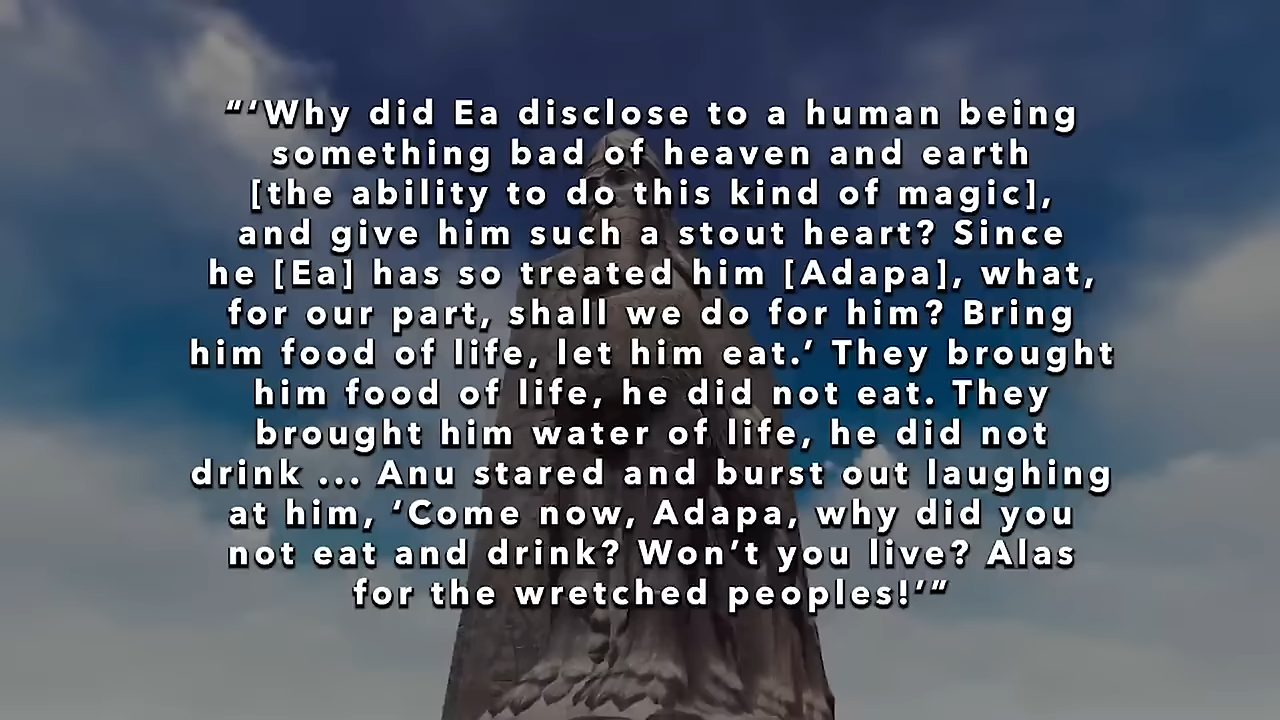 “‘Why did Ea disclose to a human being
something bad of heaven and earth
[the ability to do this kind of magic],
and give him such a stout heart? Since
he [Ea] has so treated him [Adapa], what,
for our part, shall we do for him? Bring
him food of life, let him eat.’ They brought
him food of life, he did not eat. They
brought him water of life, he did not
drink ... Anu stared and burst out laughing
at him, ‘Come now, Adapa, why did you
not eat and drink? Won’t you live? Alas
for the wretched peoples!’“